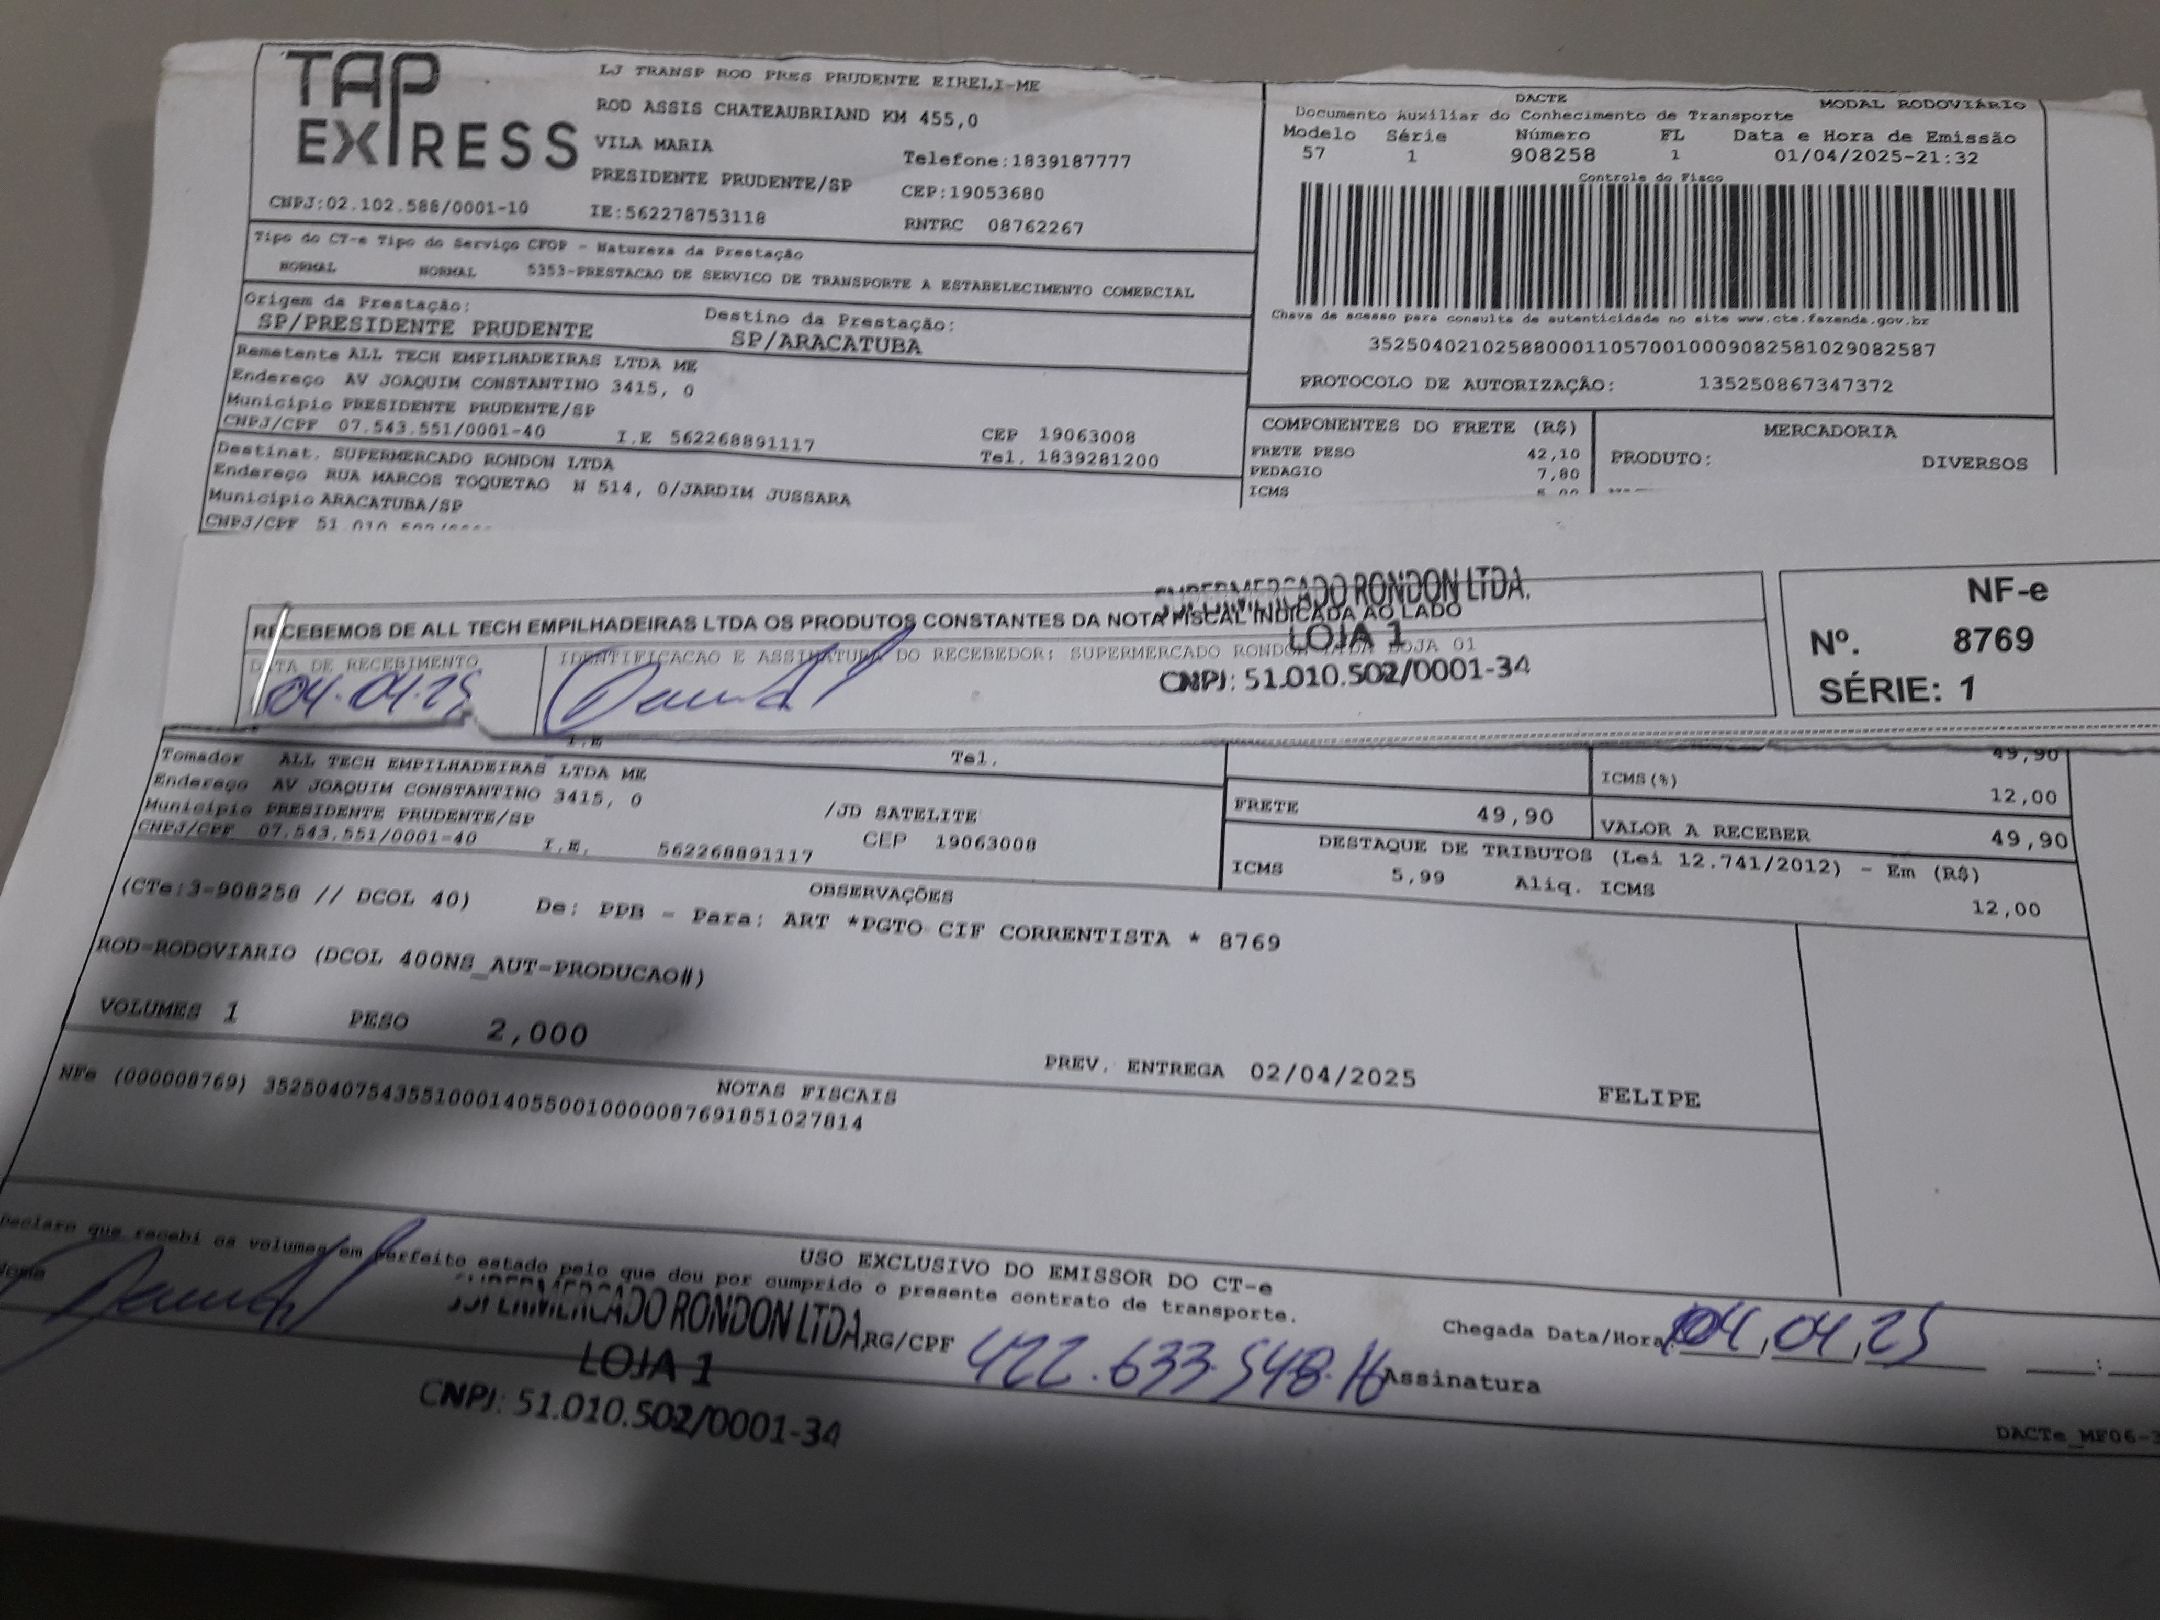 TAP EXPRESS
LJ TRANSP ROD PRES PRUDENTE EIRELI-ME
ROD ASSIS CHATEAUBRIAND KM 455,0
VILA MARIA
Telefone:1839187777
PRESIDENTE PRUDENTE/SP
CEP:19053680
CNPJ:02.102.588/0001-10
IE:562278753118
RNTRC 08762267
DACTE
MODAL RODOVIÁRIO
Documento Auxiliar do Conhecimento de Transporte
Modelo Série Número FL Data e Hora de Emissão
57 1 908258 1 01/04/2025-21:32
Controle do Fisco
Chave de acesso para consulta de autenticidade no site www.cte.fazenda.gov.br
35250402102588000110570010009082581029082587
PROTOCOLO DE AUTORIZAÇÃO: 135250867347372
Tipo do CT-e Tipo do Serviço CFOP - Natureza da Prestação
NORMAL NORMAL 5353-PRESTACAO DE SERVICO DE TRANSPORTE A ESTABELECIMENTO COMERCIAL
Origem da Prestação: Destino da Prestação:
SP/PRESIDENTE PRUDENTE SP/ARACATUBA
Remetente ALL TECH EMPILHADEIRAS LTDA ME
Endereço AV JOAQUIM CONSTANTINO 3415, 0
Município PRESIDENTE PRUDENTE/SP
CNPJ/CPF 07.543.551/0001-40 I.E 562268891117 CEP 19063008
Tel. 1839281200
Destinat. SUPERMERCADO RONDON LTDA
Endereço RUA MARCOS TOQUETAO N 514, 0/JARDIM JUSSARA
Município ARACATUBA/SP
CNPJ/CPF 51.010.502
COMPONENTES DO FRETE (R$)
FRETE PESO 42,10
PEDAGIO 7,80
ICMS
MERCADORIA
PRODUTO: DIVERSOS
RECEBEMOS DE ALL TECH EMPILHADEIRAS LTDA OS PRODUTOS CONSTANTES DA NOTA FISCAL INDICADA AO LADO
SUPERMERCADO RONDON LTDA.
LOJA 1
CNPJ: 51.010.502/0001-34
DATA DE RECEBIMENTO
04.04.25
IDENTIFICACAO E ASSINATURA DO RECEBEDOR: SUPERMERCADO RONDON LTDA LOJA 01
NF-e
Nº. 8769
SÉRIE: 1
I.E
Tel.
Tomador ALL TECH EMPILHADEIRAS LTDA ME
Endereço AV JOAQUIM CONSTANTINO 3415, 0 /JD SATELITE
Município PRESIDENTE PRUDENTE/SP CEP 19063008
CNPJ/CPF 07.543.551/0001-40 I.E. 562268891117
49,90
ICMS(%) 12,00
FRETE 49,90 VALOR A RECEBER 49,90
DESTAQUE DE TRIBUTOS (Lei 12.741/2012) - Em (R$)
ICMS 5,99 Aliq. ICMS 12,00
OBSERVAÇÕES
(CTe:3-908258 // DCOL 40) De: PPB - Para: ART *PGTO CIF CORRENTISTA * 8769
ROD=RODOVIARIO (DCOL 400NS_AUT=PRODUCAO#)
VOLUMES 1 PESO 2,000
PREV. ENTREGA 02/04/2025 FELIPE
NOTAS FISCAIS
NFe (000008769) 35250407543551000140550010000087691851027814
USO EXCLUSIVO DO EMISSOR DO CT-e
Declaro que recebi os volumes em perfeito estado pelo que dou por cumprido o presente contrato de transporte.
Nome
SUPERMERCADO RONDON LTDA.
LOJA 1
CNPJ: 51.010.502/0001-34
RG/CPF 422.633.548.16
Assinatura
Chegada Data/Hora 04,04,25 :
DACTe_MF06-3